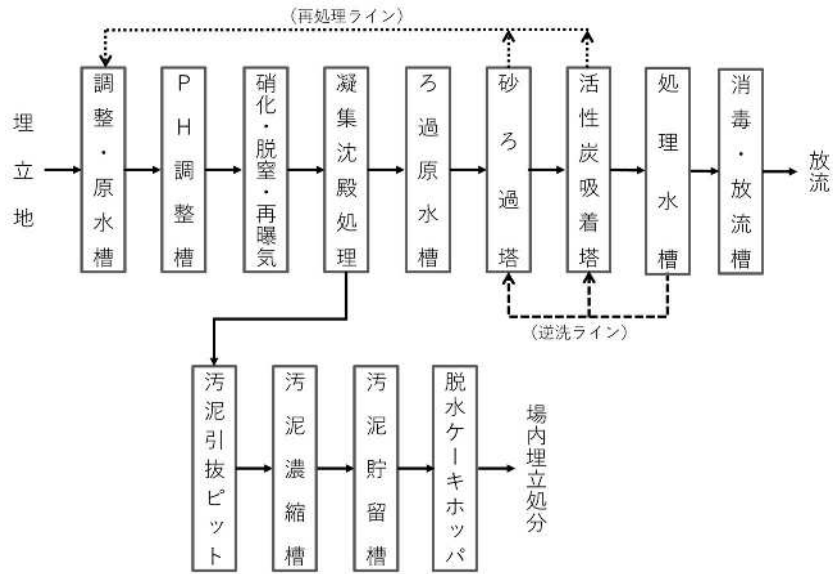 (再処理ライン)
埋立地
調整・原水槽
PH調整槽
硝化・脱窒・再曝気
凝集沈殿処理
ろ過原水槽
砂ろ過塔
活性炭吸着塔
処理水槽
消毒・放流槽
放流
(逆洗ライン)
汚泥引抜ピット
汚泥濃縮槽
汚泥貯留槽
脱水ケーキホッパ
場内埋立処分